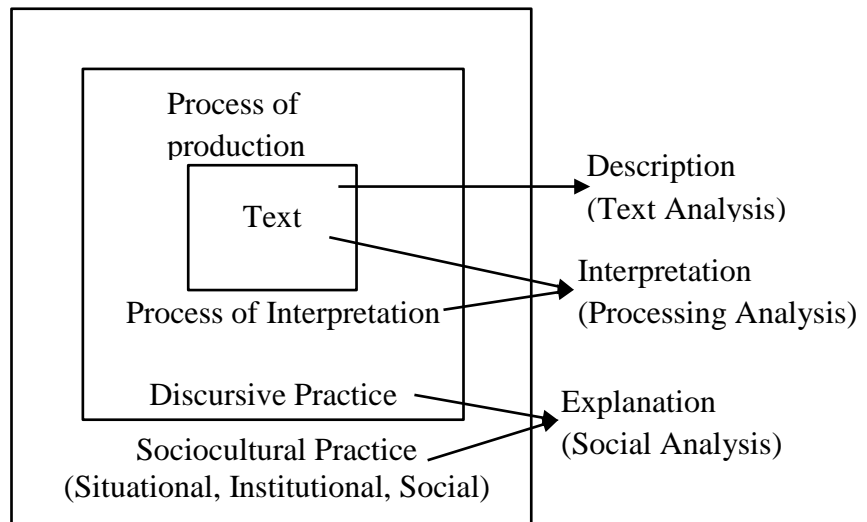 Process of
production
Text
Process of Interpretation
Discursive Practice
Sociocultural Practice
(Situational, Institutional, Social)
Description
(Text Analysis)
Interpretation
(Processing Analysis)
Explanation
(Social Analysis)